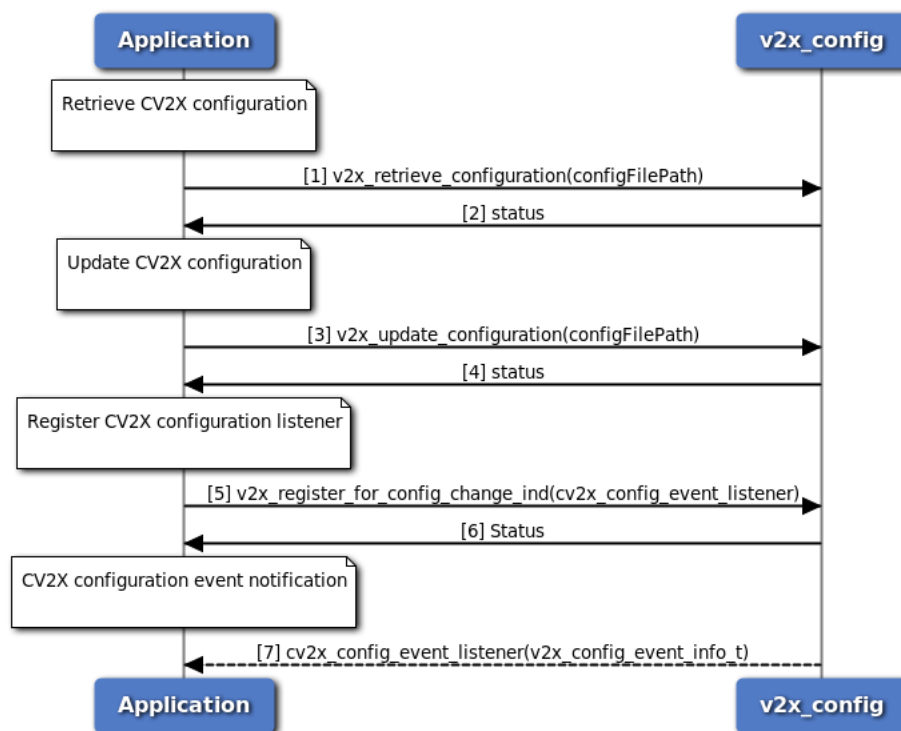 Application
v2x_config
Retrieve CV2X configuration
[1] v2x_retrieve_configuration(configFilePath)
[2] status
Update CV2X configuration
[3] v2x_update_configuration(configFilePath)
[4] status
Register CV2X configuration listener
[5] v2x_register_for_config_change_ind(cv2x_config_event_listener)
[6] Status
CV2X configuration event notification
[7] cv2x_config_event_listener(v2x_config_event_info_t)
Application
v2x_config